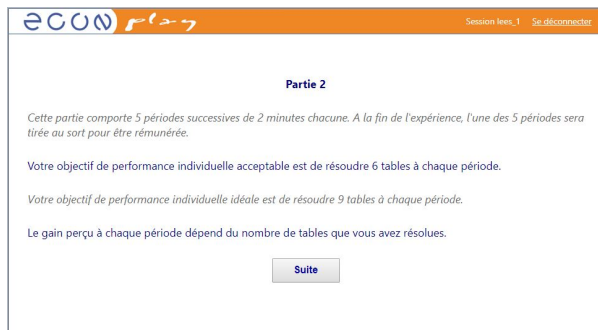 econ play
Session lees_1 Se déconnecter
Partie 2
Cette partie comporte 5 périodes successives de 2 minutes chacune. A la fin de l'expérience, l'une des 5 périodes sera
tirée au sort pour être rémunérée.
Votre objectif de performance individuelle acceptable est de résoudre 6 tables à chaque période.
Votre objectif de performance individuelle idéale est de résoudre 9 tables à chaque période.
Le gain perçu à chaque période dépend du nombre de tables que vous avez résolues.
Suite